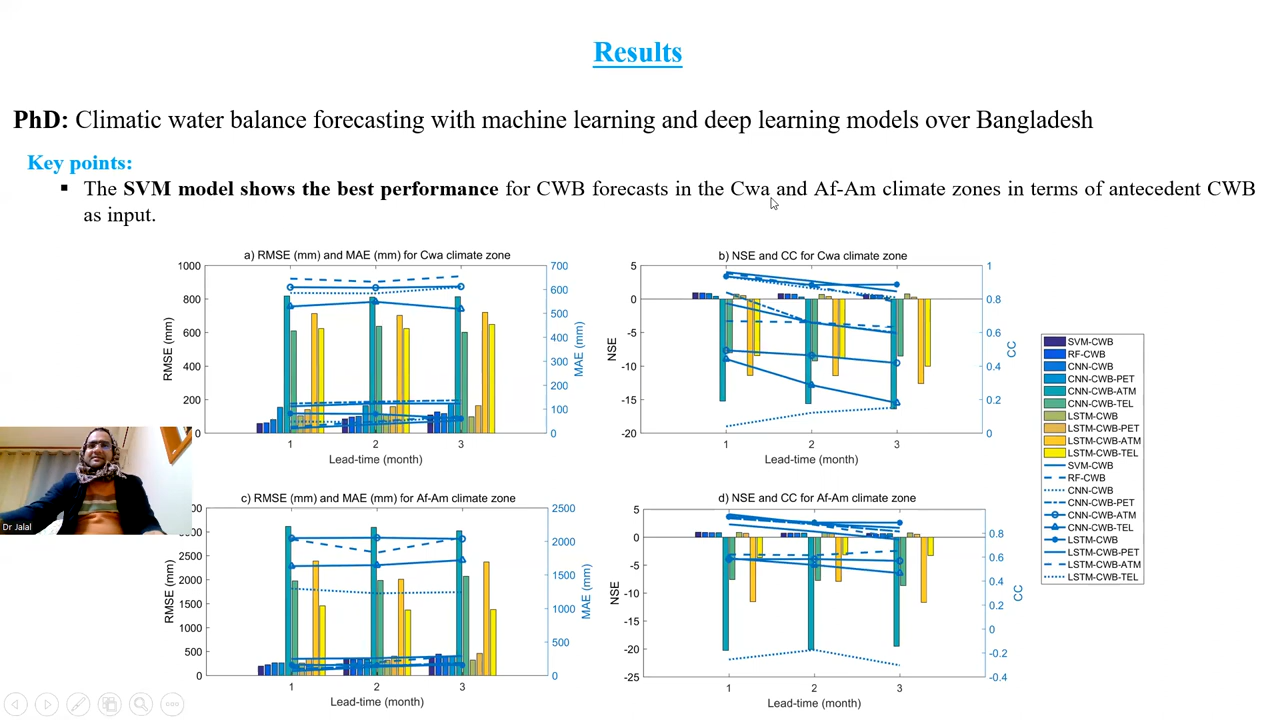 Results
PhD: Climatic water balance forecasting with machine learning and deep learning models over Bangladesh
Key points:
▪ The SVM model shows the best performance for CWB forecasts in the Cwa and Af-Am climate zones in terms of antecedent CWB
as input.
a) RMSE (mm) and MAE (mm) for Cwa climate zone
1000
800
600
400
200
0
RMSE (mm)
700
600
500
400
300
200
100
0
MAE (mm)
1 2 3
Lead-time (month)
b) NSE and CC for Cwa climate zone
5
0
-5
-10
-15
-20
NSE
1
0.8
0.6
0.4
0.2
0
CC
1 2 3
Lead-time (month)
SVM-CWB
RF-CWB
CNN-CWB
CNN-CWB-PET
CNN-CWB-ATM
CNN-CWB-TEL
LSTM-CWB
LSTM-CWB-PET
LSTM-CWB-ATM
LSTM-CWB-TEL
SVM-CWB
RF-CWB
CNN-CWB
CNN-CWB-PET
CNN-CWB-ATM
CNN-CWB-TEL
LSTM-CWB
LSTM-CWB-PET
LSTM-CWB-ATM
LSTM-CWB-TEL
Dr Jalal
c) RMSE (mm) and MAE (mm) for Af-Am climate zone
2500
2000
1500
1000
500
0
RMSE (mm)
2500
2000
1500
1000
500
0
MAE (mm)
1 2 3
Lead-time (month)
d) NSE and CC for Af-Am climate zone
5
0
-5
-10
-15
-20
-25
NSE
0.8
0.6
0.4
0.2
0
-0.2
-0.4
CC
1 2 3
Lead-time (month)